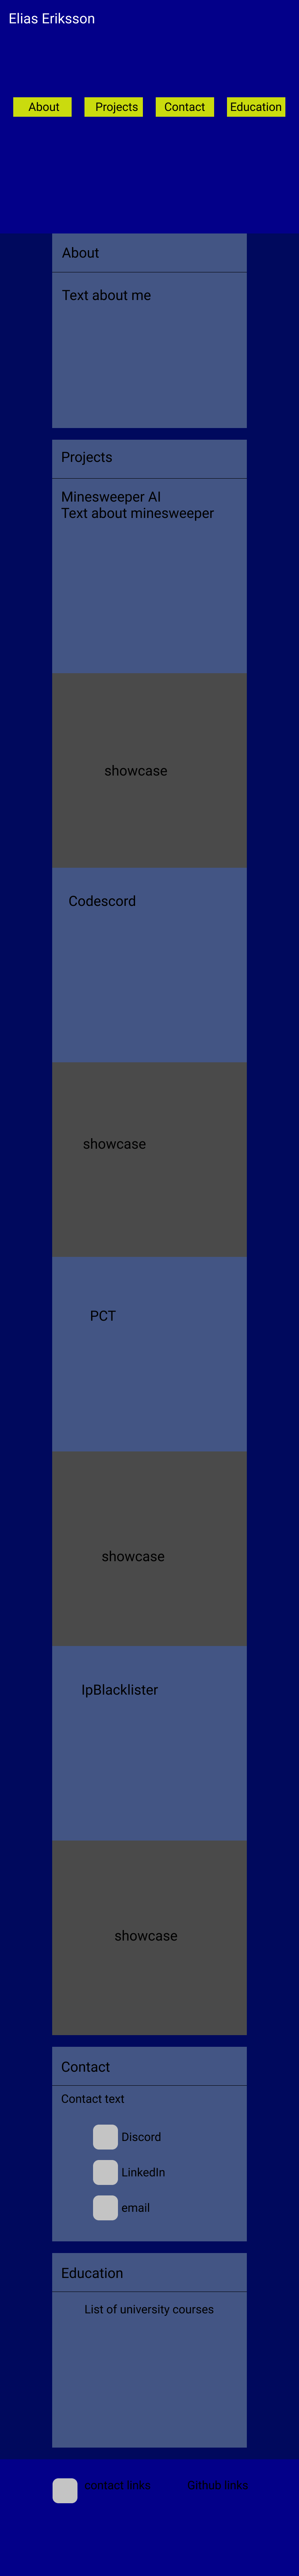 Elias Eriksson
About
Projects
Contact
Education
About
Text about me
Projects
Minesweeper AI
Text about minesweeper
showcase
Codescord
showcase
PCT
showcase
IpBlacklister
showcase
Contact
Contact text
Discord
LinkedIn
email
Education
List of university courses
contact links
Github links